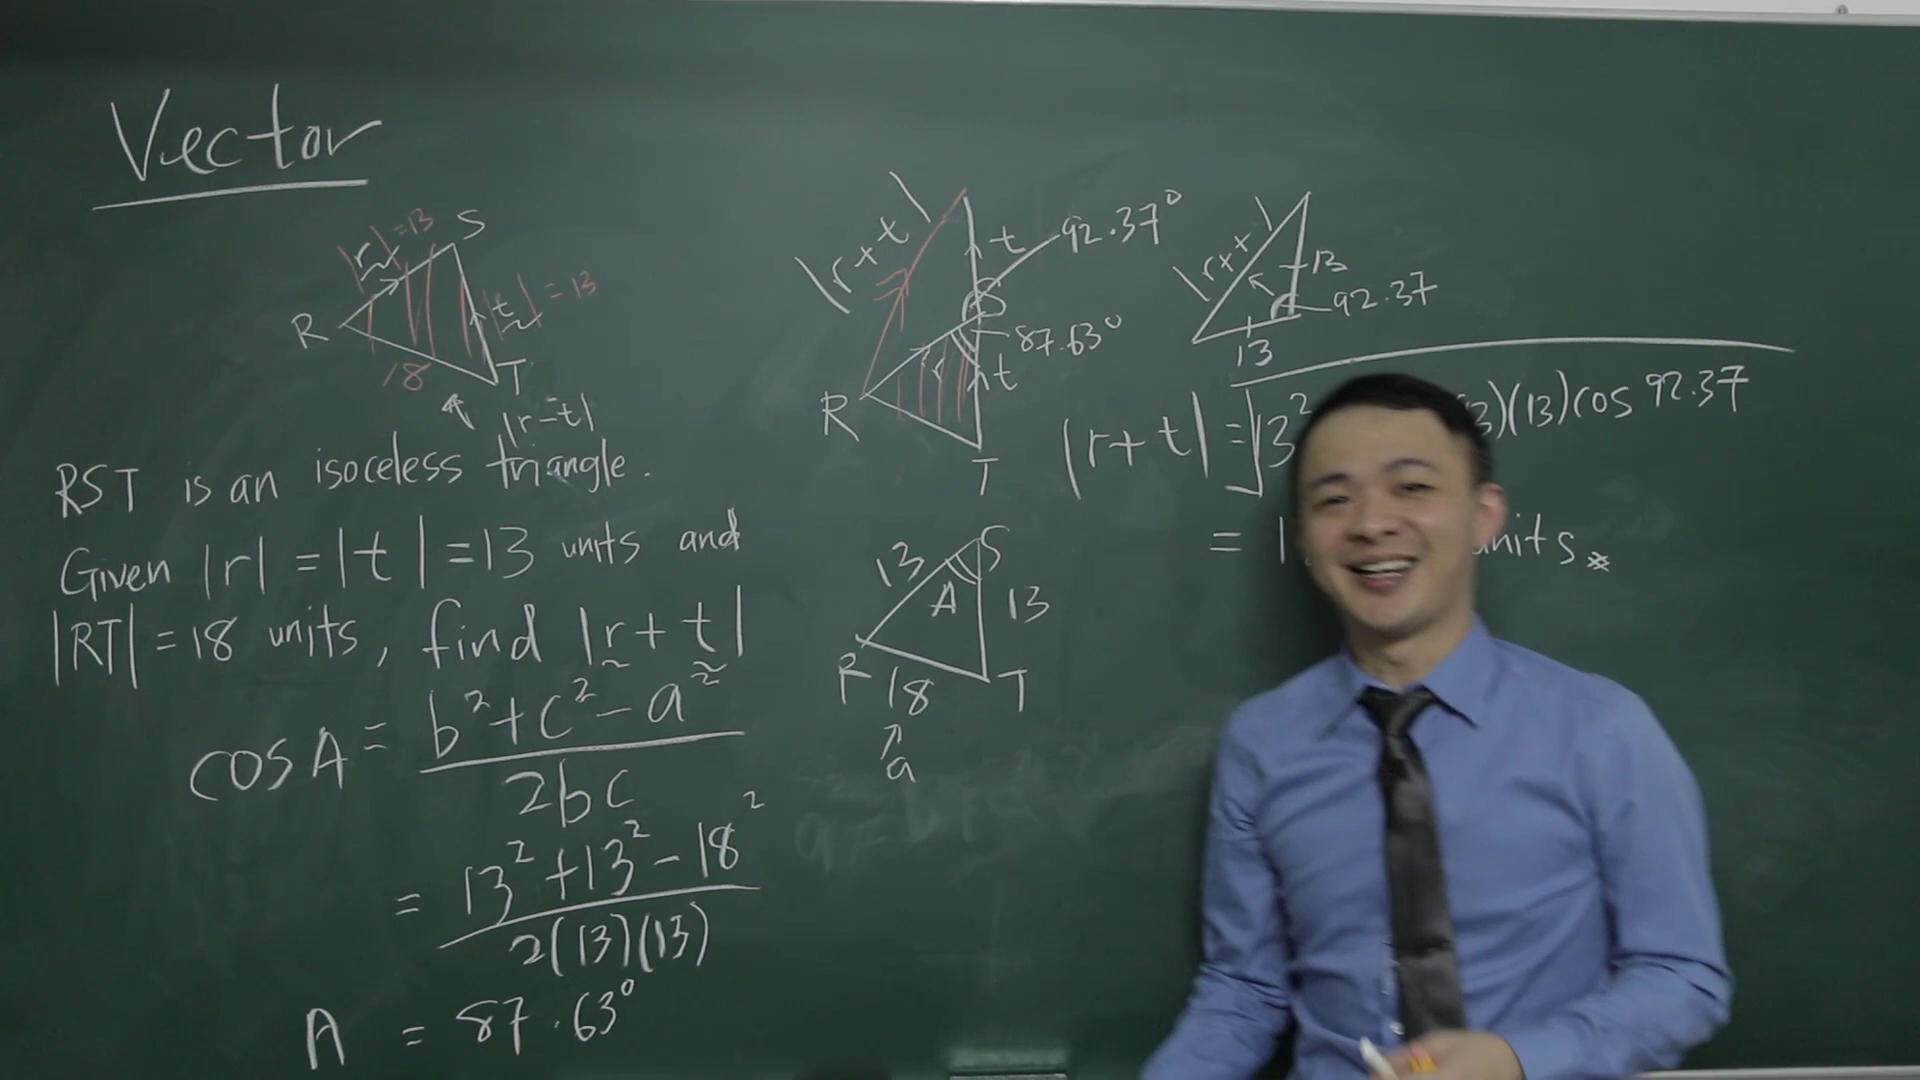 Vector
|r| = 13
S
R
|t| = 13
18
T
|r-t|
RST is an isoceless triangle.
Given |r| = |t| = 13 units and
|RT| = 18 units, find |r + t|
cos A = b² + c² - a²
2bc
= 13² + 13² - 18²
2(13)(13)
A = 87.63°
|r + t|
t
92.37°
S
87.63°
t
R
T
13
S
A
13
R
18
T
a
|r+t|
13
92.37
13
|r + t| = √13² )(13) cos 92.37
= 1 units